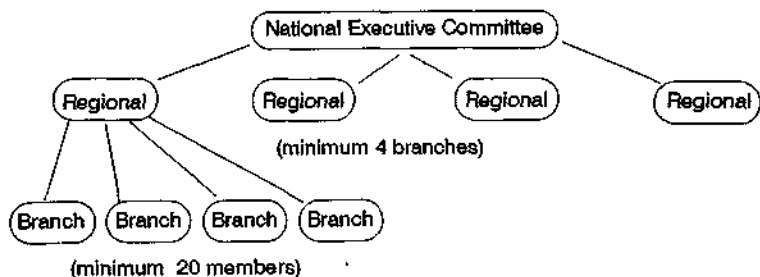 National Executive Committee
Regional Regional Regional Regional
(minimum 4 branches)
Branch Branch Branch Branch
(minimum 20 members)